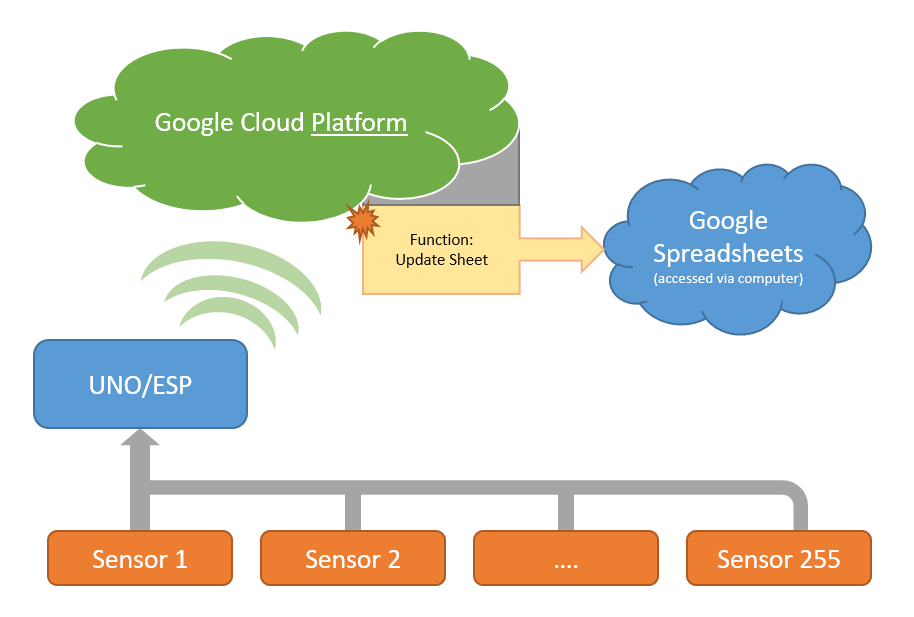 Google Cloud Platform
Function:
Update Sheet
Google
Spreadsheets
(accessed via computer)
UNO/ESP
Sensor 1
Sensor 2
....
Sensor 255